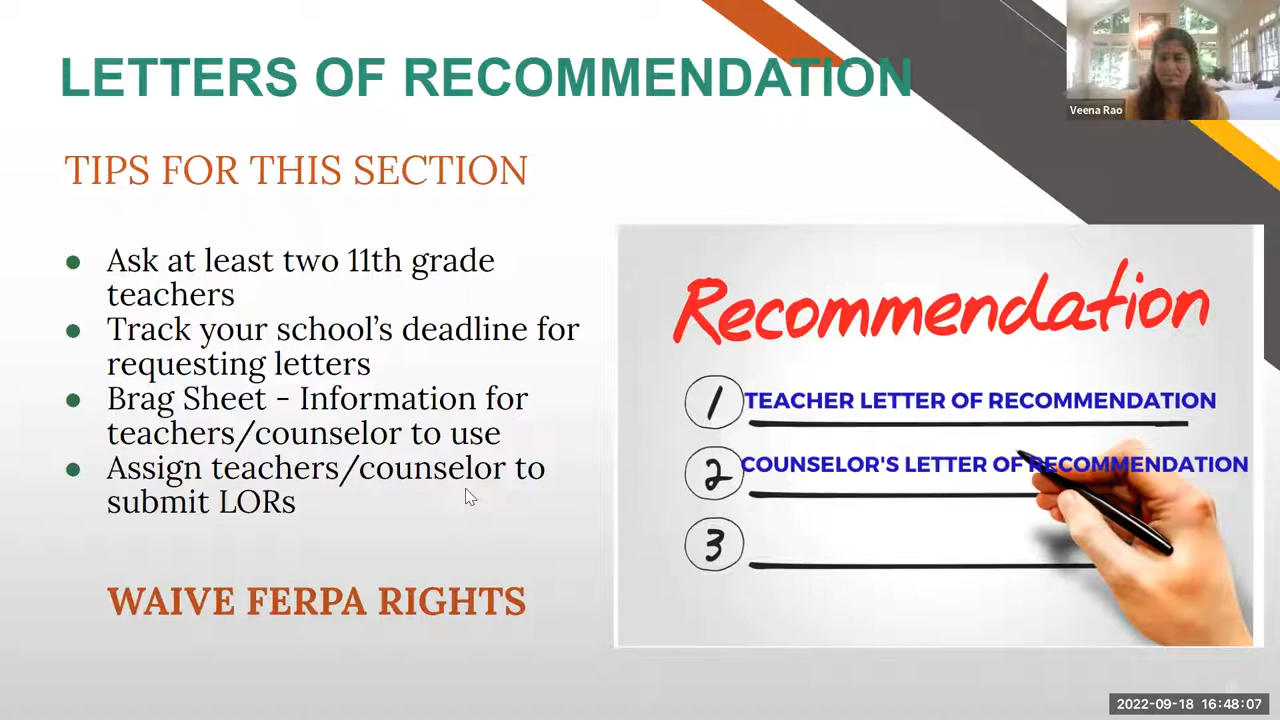 LETTERS OF RECOMMENDATION
Veena Rao
TIPS FOR THIS SECTION
● Ask at least two 11th grade
teachers
● Track your school's deadline for
requesting letters
● Brag Sheet - Information for
teachers/counselor to use
● Assign teachers/counselor to
submit LORs
WAIVE FERPA RIGHTS
Recommendation
1 TEACHER LETTER OF RECOMMENDATION
2 COUNSELOR'S LETTER OF RECOMMENDATION
3
2022-09-18 16:48:07